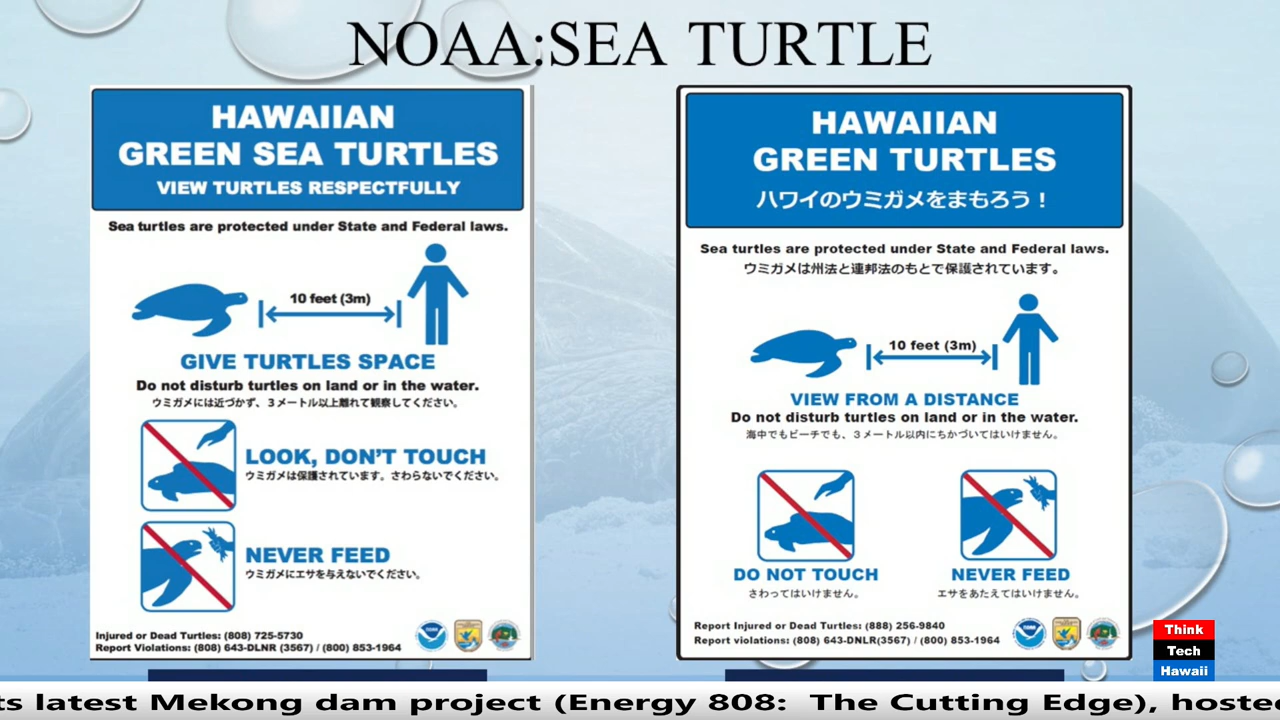 NOAA:SEA TURTLE
HAWAIIAN
GREEN SEA TURTLES
VIEW TURTLES RESPECTFULLY
Sea turtles are protected under State and Federal laws.
10 feet (3m)
GIVE TURTLES SPACE
Do not disturb turtles on land or in the water.
ウミガメには近づかず、３メートル以上離れて観察してください。
LOOK, DON'T TOUCH
ウミガメは保護されています。さわらないでください。
NEVER FEED
ウミガメにエサを与えないでください。
Injured or Dead Turtles: (808) 725-5730
Report Violations: (808) 643-DLNR (3567) / (800) 853-1964
HAWAIIAN
GREEN TURTLES
ハワイのウミガメをまもろう！
Sea turtles are protected under State and Federal laws.
ウミガメは州法と連邦法のもとで保護されています。
10 feet (3m)
VIEW FROM A DISTANCE
Do not disturb turtles on land or in the water.
海中でもビーチでも、３メートル以内にちかづいてはいけません。
DO NOT TOUCH
さわってはいけません。
NEVER FEED
エサをあたえてはいけません。
Report Injured or Dead Turtles: (888) 256-9840
Report violations: (808) 643-DNLR(3567) / (800) 853-1964
Think
Tech
Hawaii
ts latest Mekong dam project (Energy 808: The Cutting Edge), hosted